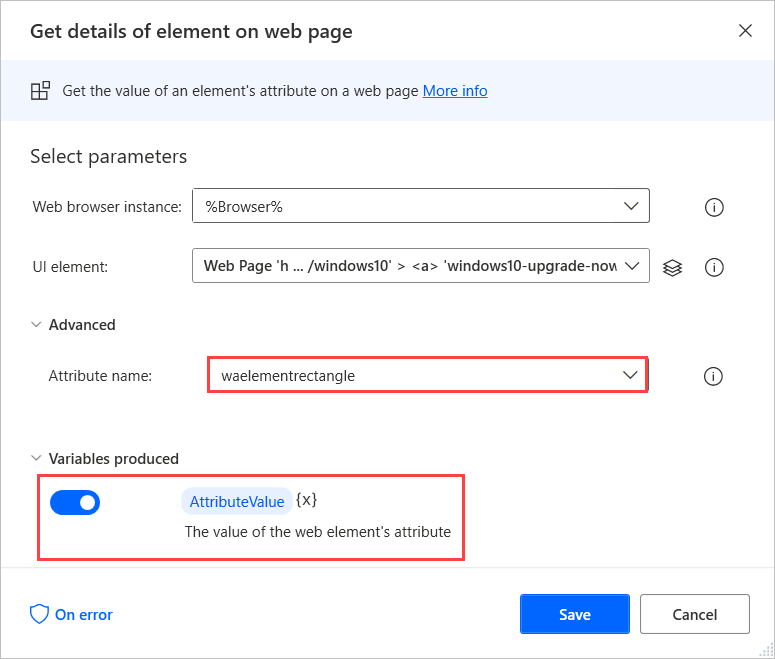 Get details of element on web page
Get the value of an element's attribute on a web page More info
Select parameters
Web browser instance: %Browser%
UI element: Web Page 'h ... /windows10' > <a> 'windows10-upgrade-now
Advanced
Attribute name: waelementrectangle
Variables produced
AttributeValue {x}
The value of the web element's attribute
On error Save Cancel